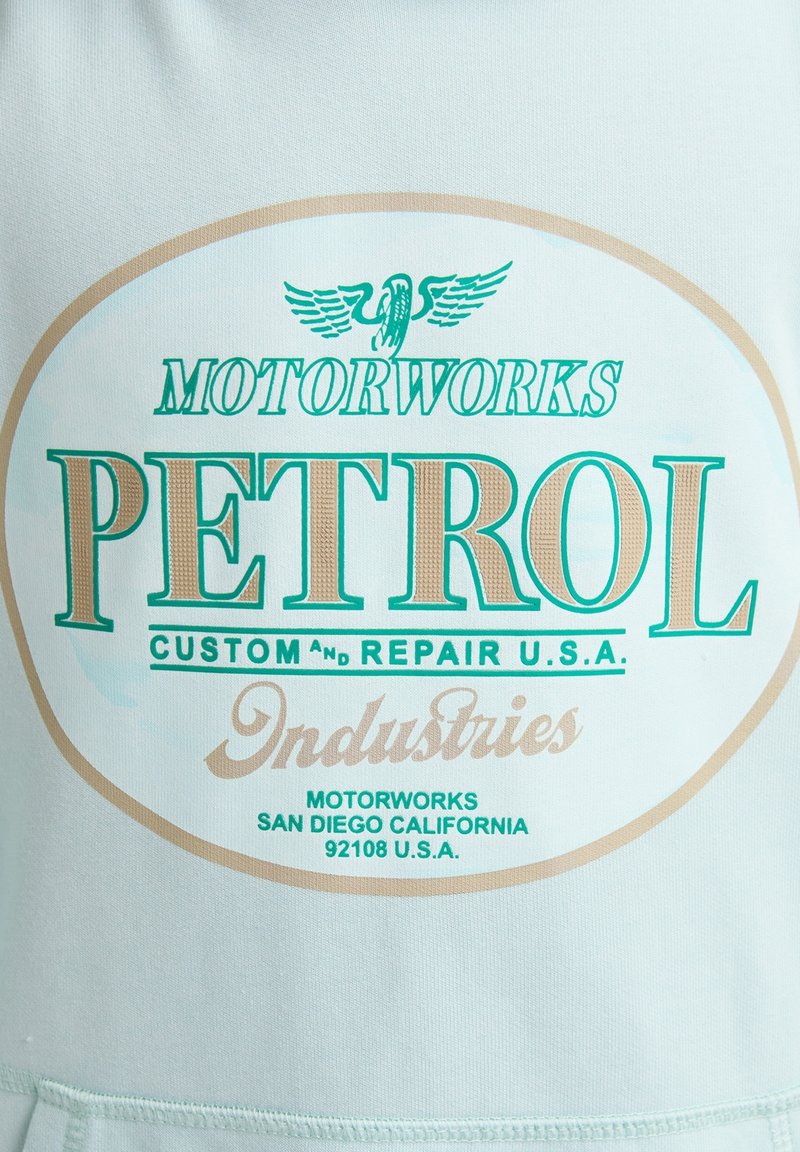 MOTORWORKS
PETROL
CUSTOM AND REPAIR U.S.A.
Industries
MOTORWORKS
SAN DIEGO CALIFORNIA
92108 U.S.A.